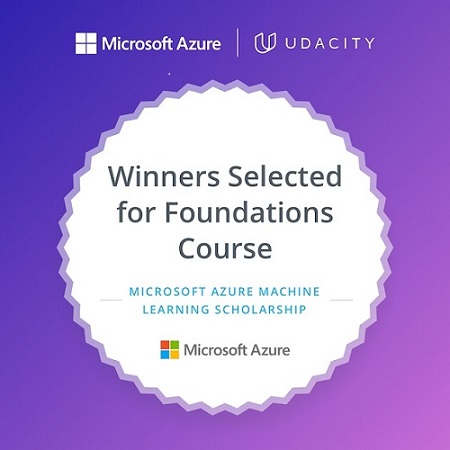 Microsoft Azure | UDACITY
Winners Selected
for Foundations
Course
MICROSOFT AZURE MACHINE
LEARNING SCHOLARSHIP
Microsoft Azure